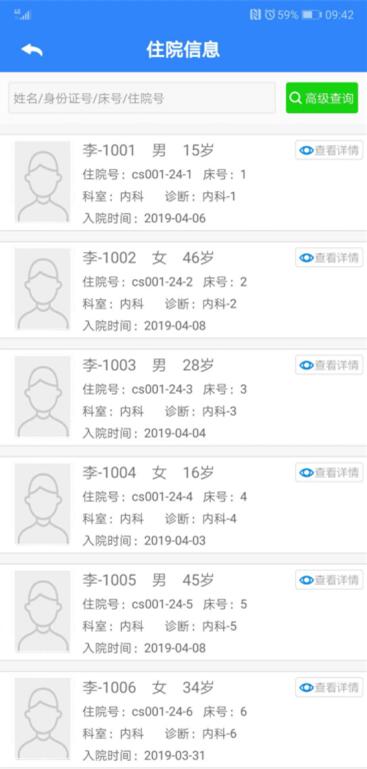 4G 59% 09:42
住院信息
姓名/身份证号/床号/住院号 高级查询
李-1001 男 15岁 查看详情
住院号：cs001-24-1 床号：1
科室：内科 诊断：内科-1
入院时间：2019-04-06
李-1002 女 46岁 查看详情
住院号：cs001-24-2 床号：2
科室：内科 诊断：内科-2
入院时间：2019-04-08
李-1003 男 28岁 查看详情
住院号：cs001-24-3 床号：3
科室：内科 诊断：内科-3
入院时间：2019-04-04
李-1004 女 16岁 查看详情
住院号：cs001-24-4 床号：4
科室：内科 诊断：内科-4
入院时间：2019-04-03
李-1005 男 45岁 查看详情
住院号：cs001-24-5 床号：5
科室：内科 诊断：内科-5
入院时间：2019-04-08
李-1006 女 34岁 查看详情
住院号：cs001-24-6 床号：6
科室：内科 诊断：内科-6
入院时间：2019-03-31